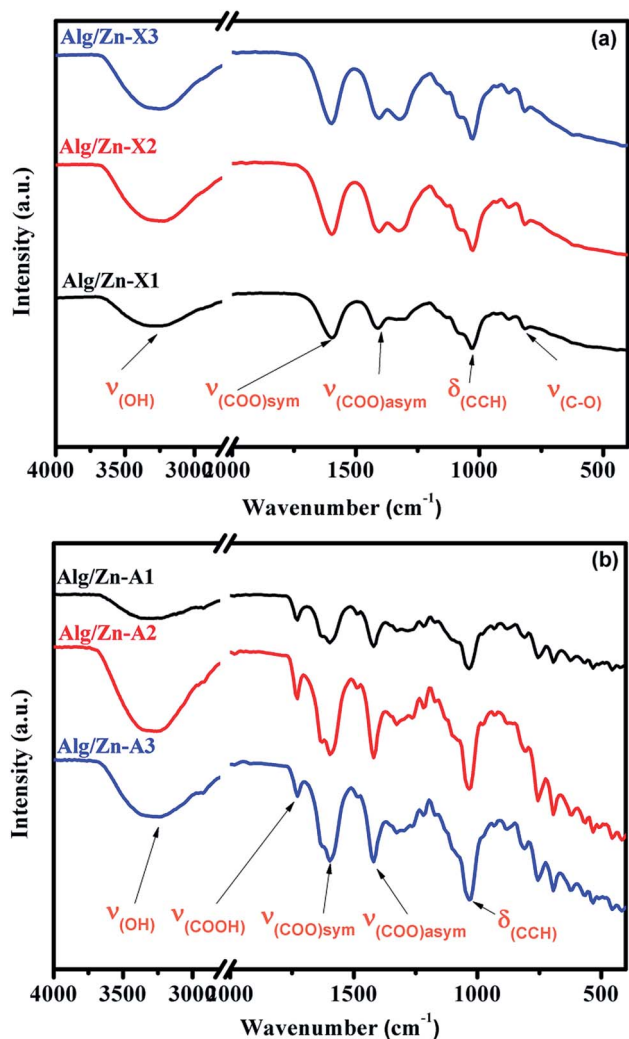 (a)
Alg/Zn-X3
Alg/Zn-X2
Alg/Zn-X1
ν(OH)
ν(COO)sym
ν(COO)asym
δ(CCH)
ν(C-O)
Intensity (a.u.)
4000 3500 3000 2000 1500 1000 500
Wavenumber (cm-1)
(b)
Alg/Zn-A1
Alg/Zn-A2
Alg/Zn-A3
ν(OH)
ν(COOH)
ν(COO)sym
ν(COO)asym
δ(CCH)
Intensity (a.u.)
4000 3500 3000 2000 1500 1000 500
Wavenumber (cm-1)